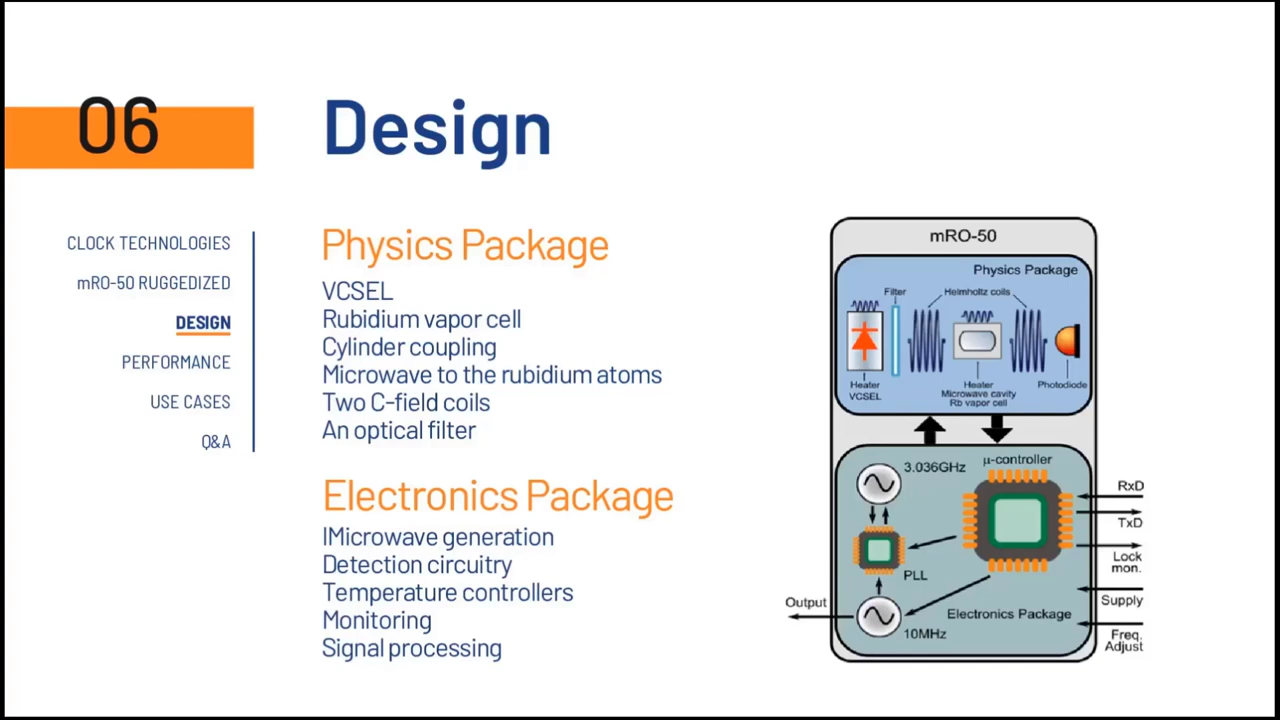 06
Design
CLOCK TECHNOLOGIES
mRO-50 RUGGEDIZED
DESIGN
PERFORMANCE
USE CASES
Q&A
Physics Package
VCSEL
Rubidium vapor cell
Cylinder coupling
Microwave to the rubidium atoms
Two C-field coils
An optical filter
Electronics Package
IMicrowave generation
Detection circuitry
Temperature controllers
Monitoring
Signal processing
mRO-50
Physics Package
Filter
Helmholtz coils
Heater
VCSEL
Heater
Microwave cavity
Rb vapor cell
Photodiode
3.036GHz
μ-controller
RxD
TxD
Lock
mon.
PLL
Output
Supply
Electronics Package
10MHz
Freq.
Adjust